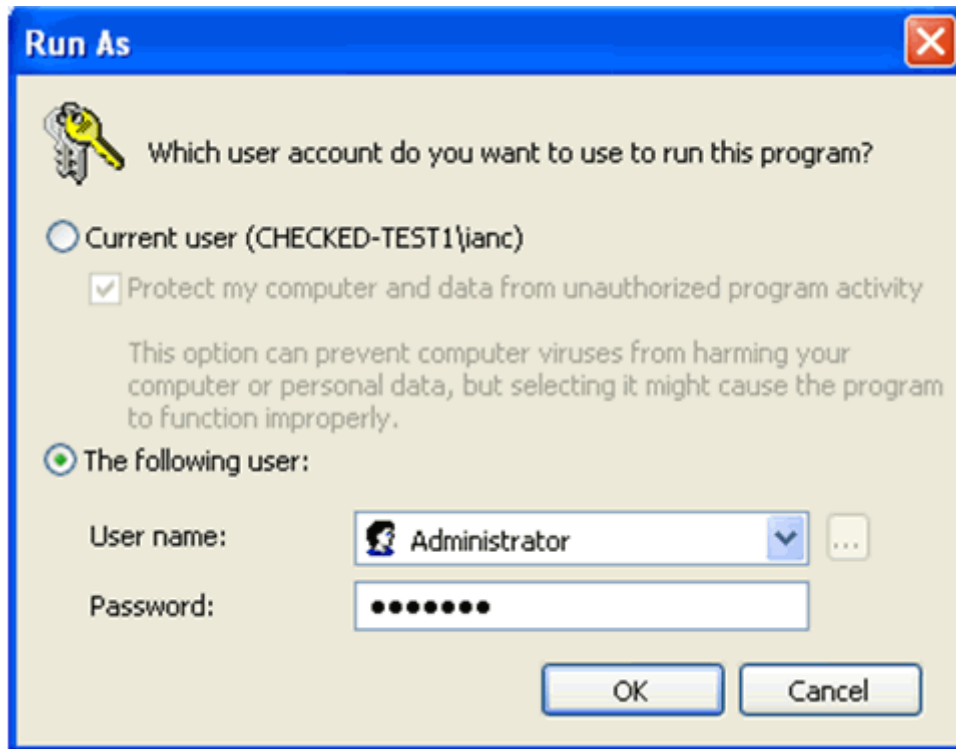 Run As
Which user account do you want to use to run this program?
Current user (CHECKED-TEST1\ianc)
Protect my computer and data from unauthorized program activity
This option can prevent computer viruses from harming your
computer or personal data, but selecting it might cause the program
to function improperly.
The following user:
User name: Administrator ...
Password: •••••••
OK Cancel